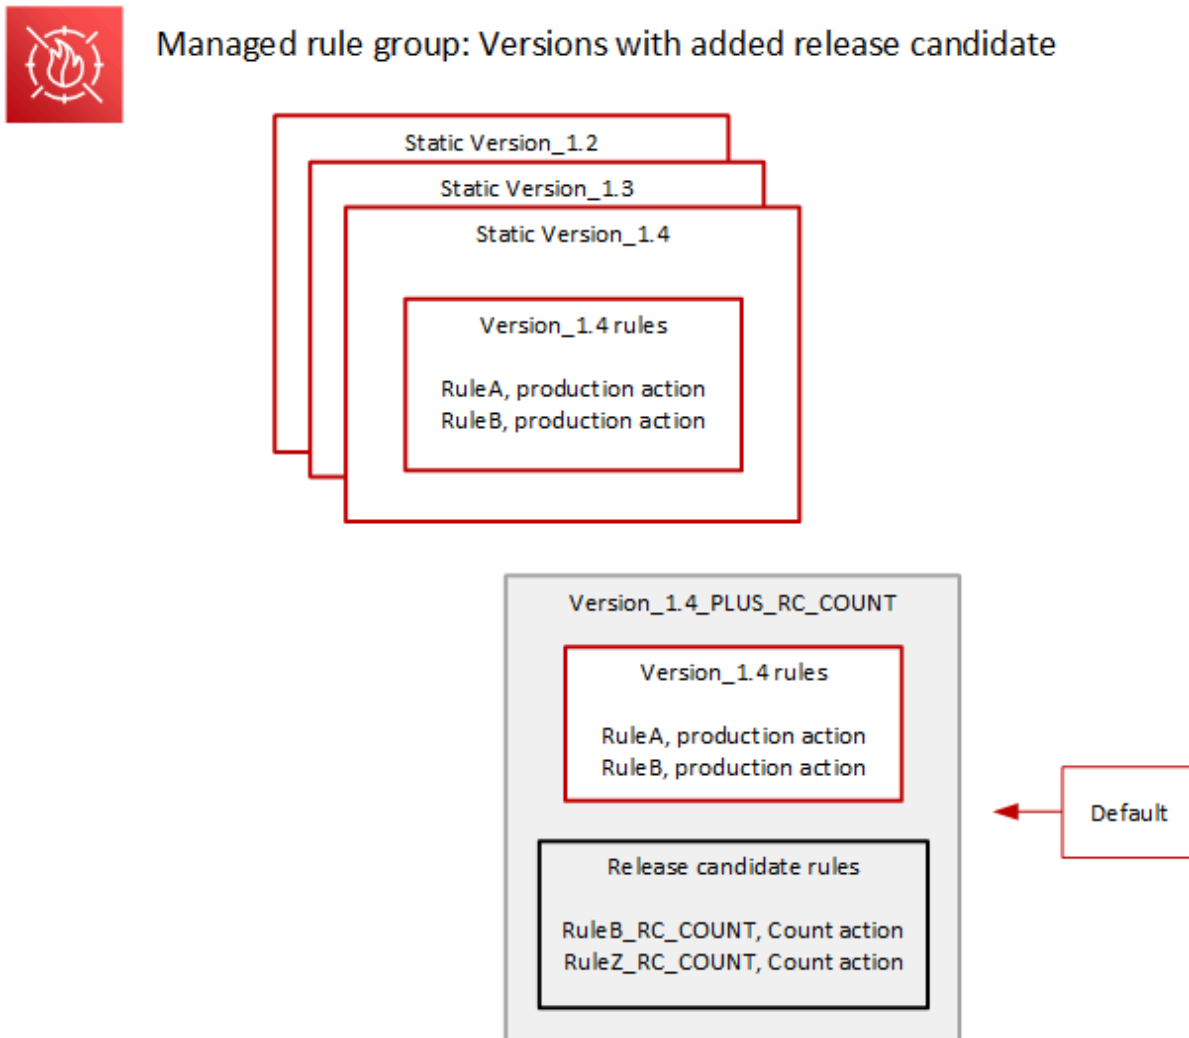 Managed rule group: Versions with added release candidate
Static Version_1.2
Static Version_1.3
Static Version_1.4
Version_1.4 rules
RuleA, production action
RuleB, production action
Version_1.4_PLUS_RC_COUNT
Version_1.4 rules
RuleA, production action
RuleB, production action
Default
Release candidate rules
RuleB_RC_COUNT, Count action
RuleZ_RC_COUNT, Count action